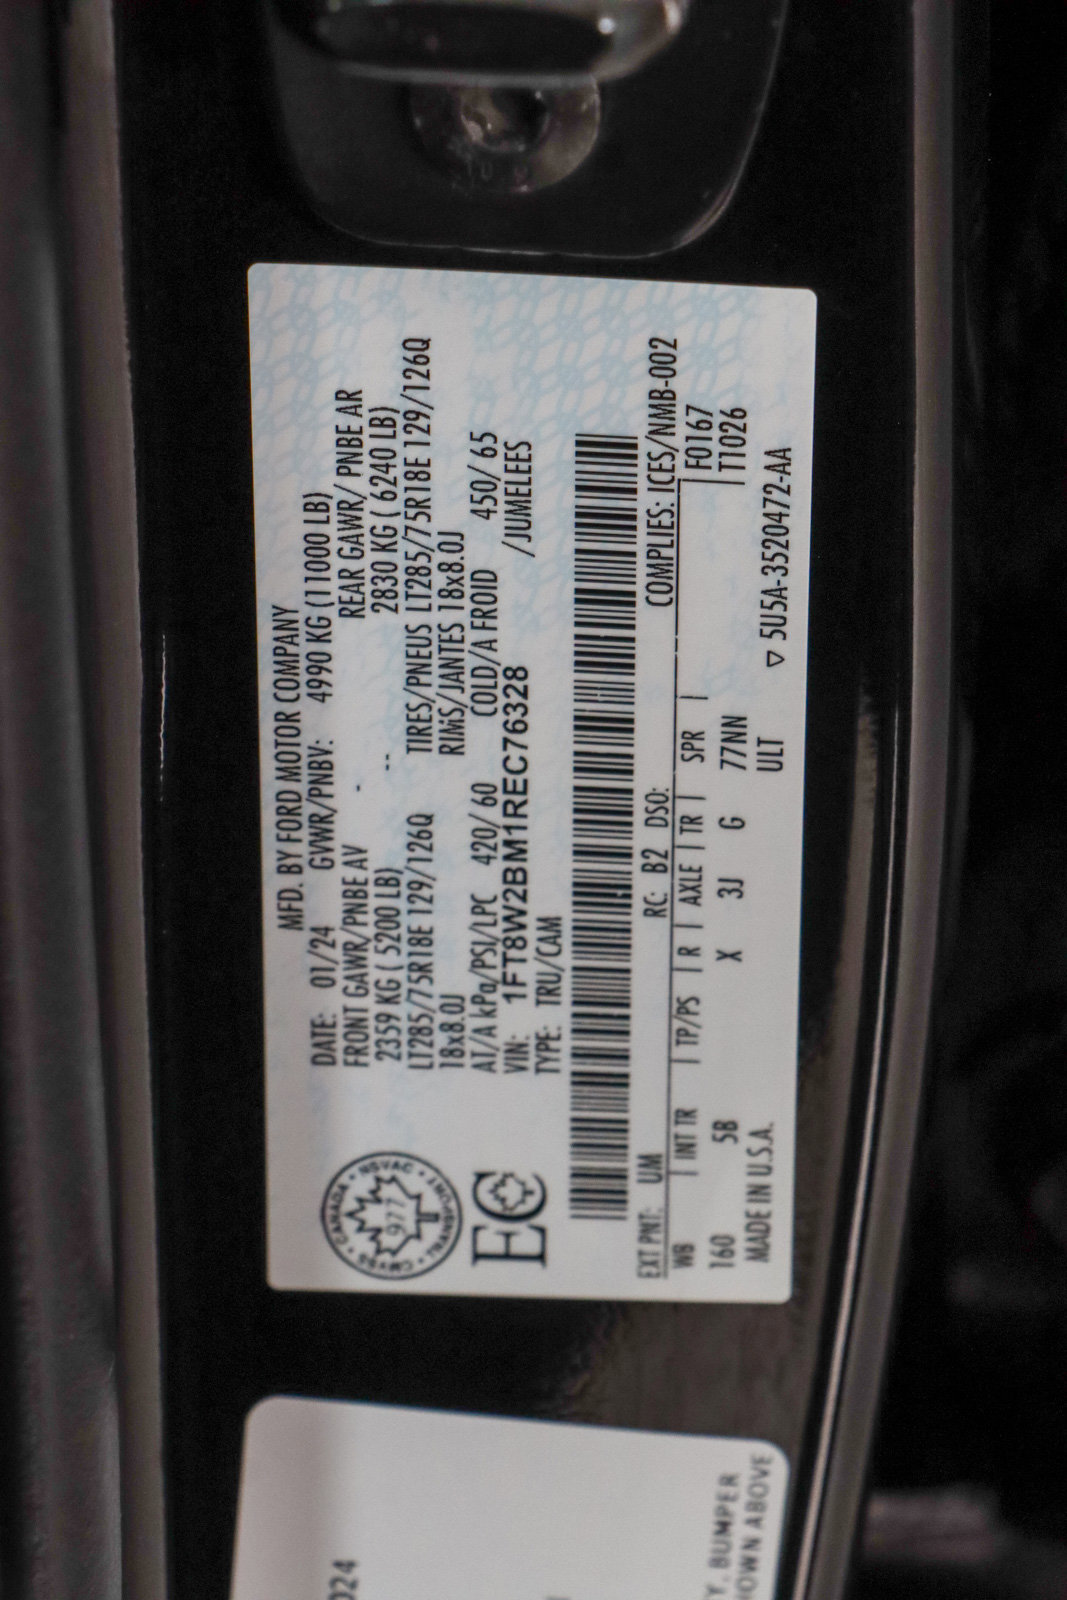 MFD. BY FORD MOTOR COMPANY
DATE: 01/24 GVWR/PNBV: 4990 KG (11000 LB)
FRONT GAWR/PNBE AV - REAR GAWR/ PNBE AR
2359 KG ( 5200 LB) -- 2830 KG ( 6240 LB)
LT285/75R18E 129/126Q TIRES/PNEUS LT285/75R18E 129/126Q
18x8.0J RIMS/JANTES 18x8.0J
AT/A kPa/PSI/LPC 420/ 60 COLD/A FROID 450/ 65
VIN: 1FT8W2BM1REC76328 /JUMELEES
TYPE: TRU/CAM
CANADA • NSVAC • TRANSPORT • CMVSS •
977
EC
EXT PNT: UM RC: B2 DSO: COMPLIES: ICES/NMB-002
WB | INT TR | TP/PS | R | AXLE | TR | SPR | F0167
160 5B X 3J G 77NN T1026
MADE IN U.S.A. ULT ▽ 5U5A-3520472-AA
024
Y, BUMPER
OWN ABOVE